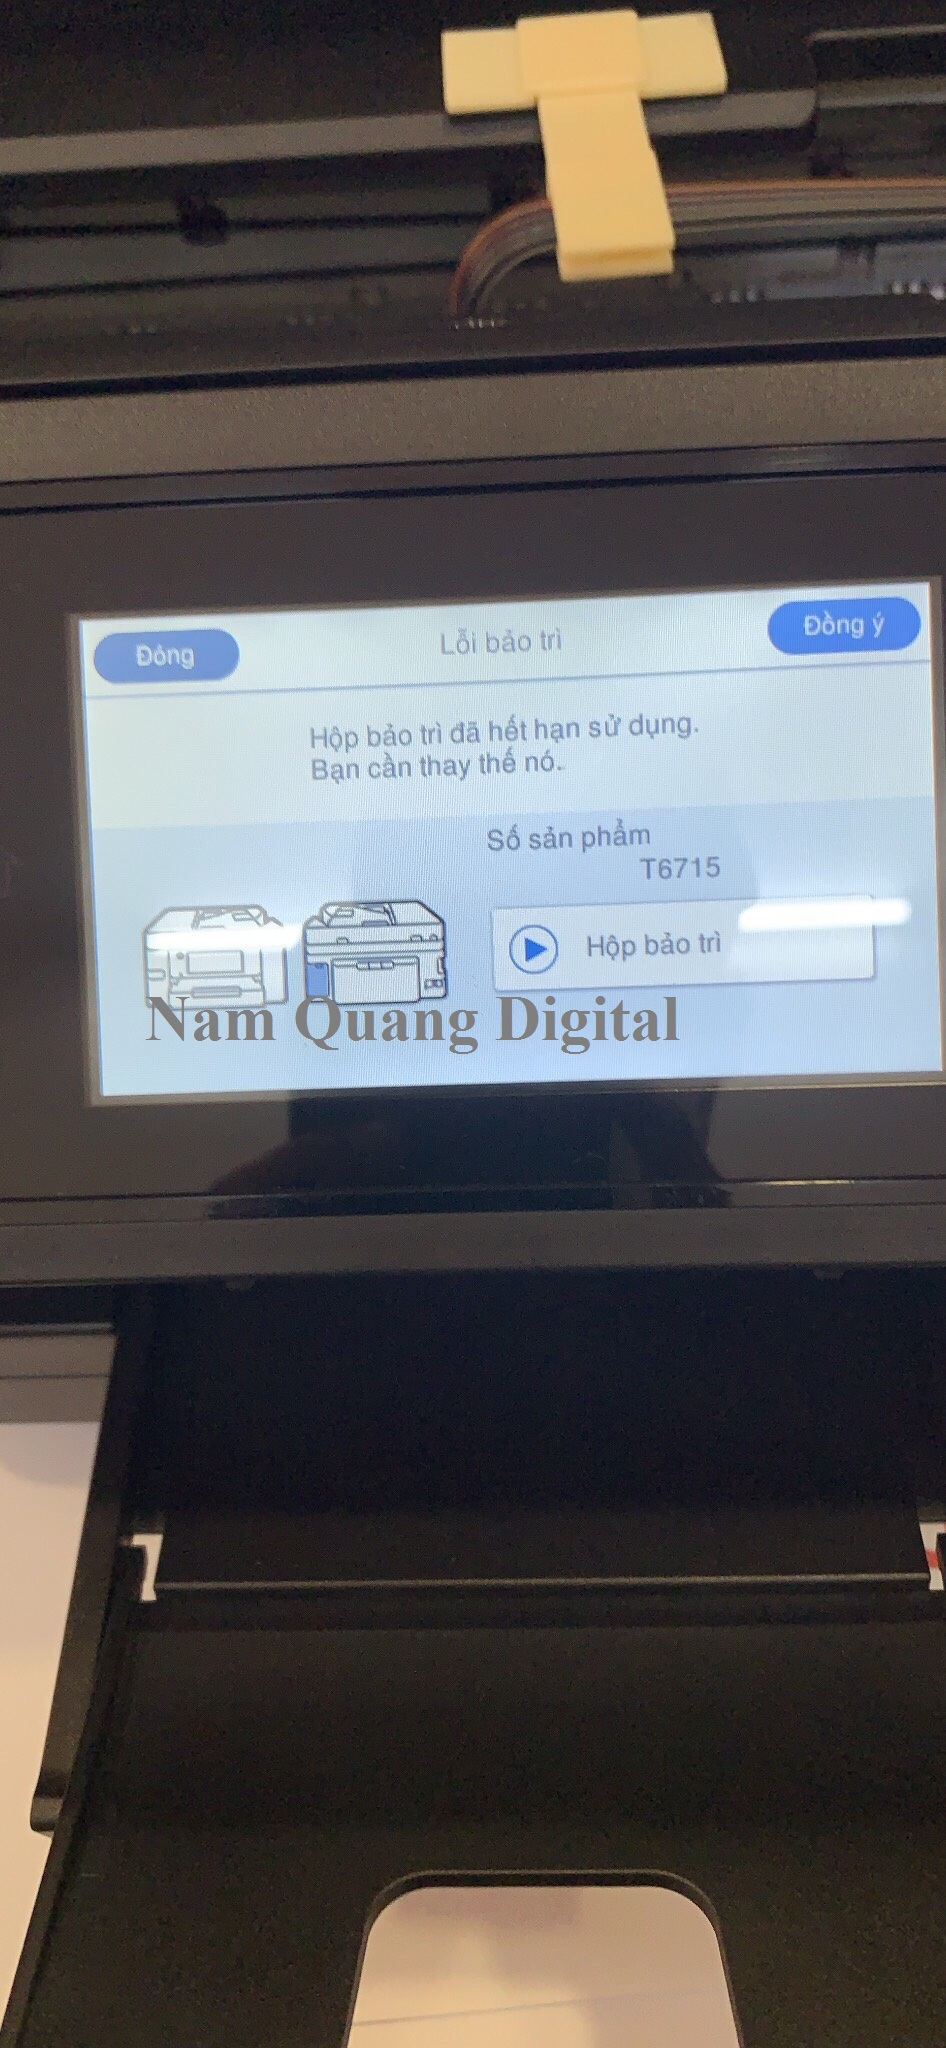 Đóng
Lỗi bảo trì
Đồng ý
Hộp bảo trì đã hết hạn sử dụng.
Bạn cần thay thế nó.
Số sản phẩm
T6715
Hộp bảo trì
Nam Quang Digital